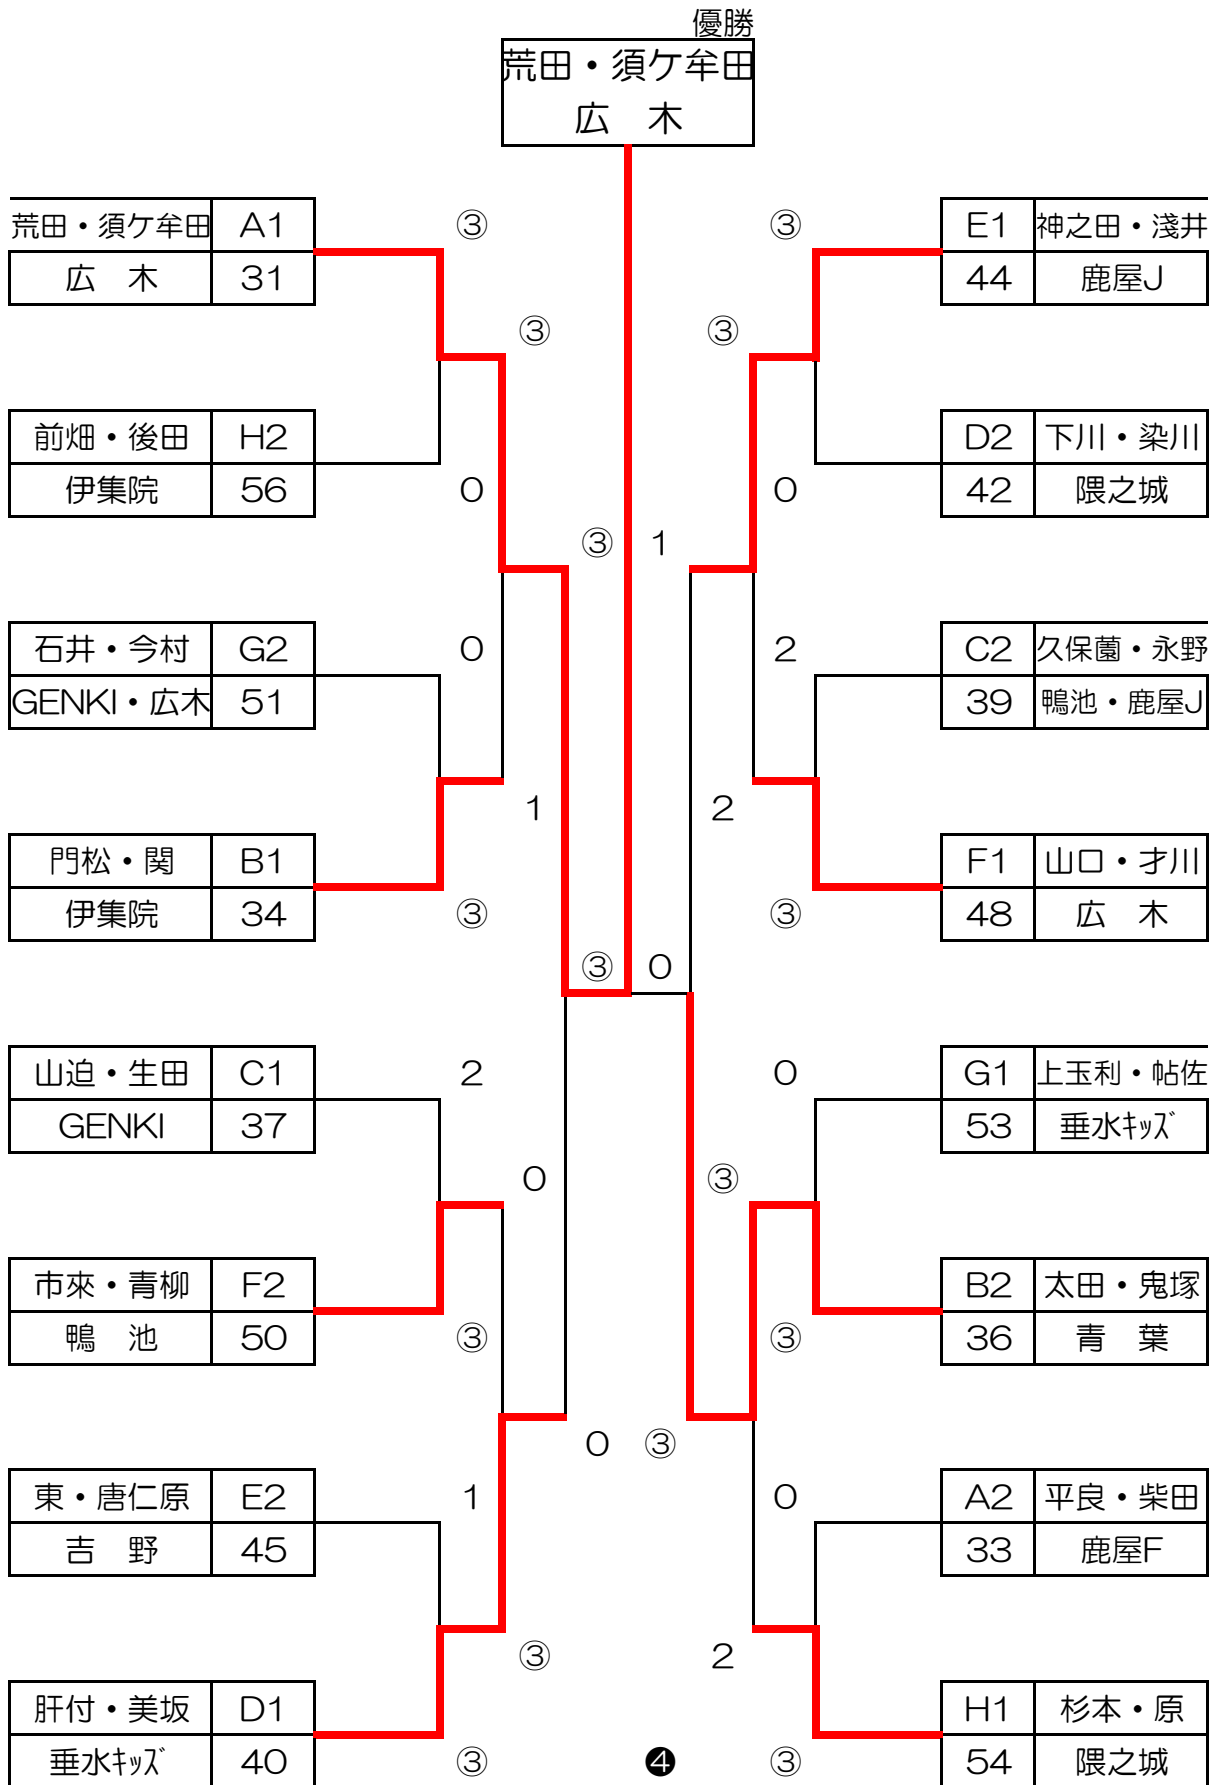 優勝
荒田・須ケ牟田
広　木
荒田・須ケ牟田 A1 ③ ③ E1 神之田・淺井
広　木 31 44 鹿屋J
③ ③
前畑・後田 H2 D2 下川・染川
伊集院 56 0 0 42 隈之城
③ 1
石井・今村 G2 0 2 C2 久保薗・永野
GENKI・広木 51 39 鴨池・鹿屋J
1 2
門松・関 B1 F1 山口・才川
伊集院 34 ③ ③ 48 広　木
③ 0
山迫・生田 C1 2 0 G1 上玉利・帖佐
GENKI 37 53 垂水ｷｯｽﾞ
0 ③
市來・青柳 F2 B2 太田・鬼塚
鴨　池 50 ③ ③ 36 青　葉
0 ③
東・唐仁原 E2 1 0 A2 平良・柴田
吉　野 45 33 鹿屋F
③ 2
肝付・美坂 D1 H1 杉本・原
垂水ｷｯｽﾞ 40 ③ ❹ ③ 54 隈之城